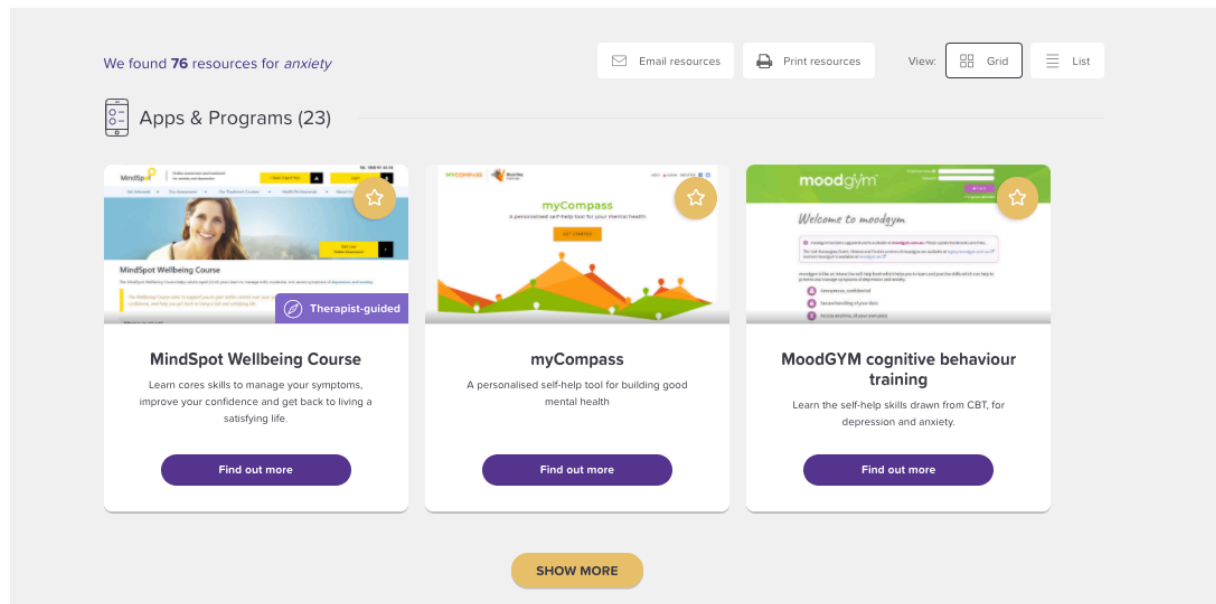 We found 76 resources for anxiety
Email resources
Print resources
View:
Grid
List
Apps & Programs (23)
MindSpot
MindSpot Wellbeing Course
Therapist-guided
MYCOMPASS
myCompass
A personalised self-help tool for your mental health
GET STARTED
moodgym
Welcome to moodgym
MindSpot Wellbeing Course
Learn cores skills to manage your symptoms,
improve your confidence and get back to living a
satisfying life.
Find out more
myCompass
A personalised self-help tool for building good
mental health
Find out more
MoodGYM cognitive behaviour
training
Learn the self-help skills drawn from CBT, for
depression and anxiety.
Find out more
SHOW MORE